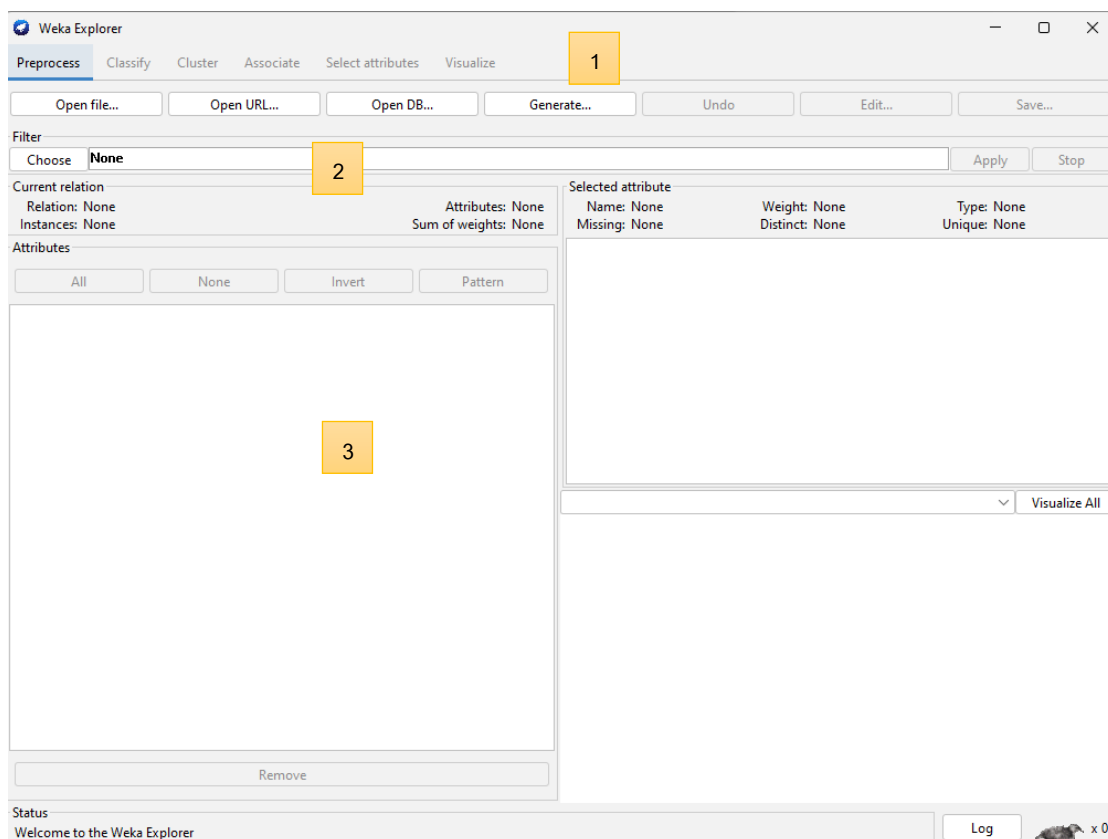 Weka Explorer
Preprocess Classify Cluster Associate Select attributes Visualize
1
Open file... Open URL... Open DB... Generate... Undo Edit... Save...
Filter
Choose None Apply Stop
2
Current relation
Relation: None Attributes: None
Instances: None Sum of weights: None
Selected attribute
Name: None Weight: None Type: None
Missing: None Distinct: None Unique: None
Attributes
All None Invert Pattern
3
Visualize All
Remove
Status
Welcome to the Weka Explorer
Log x 0